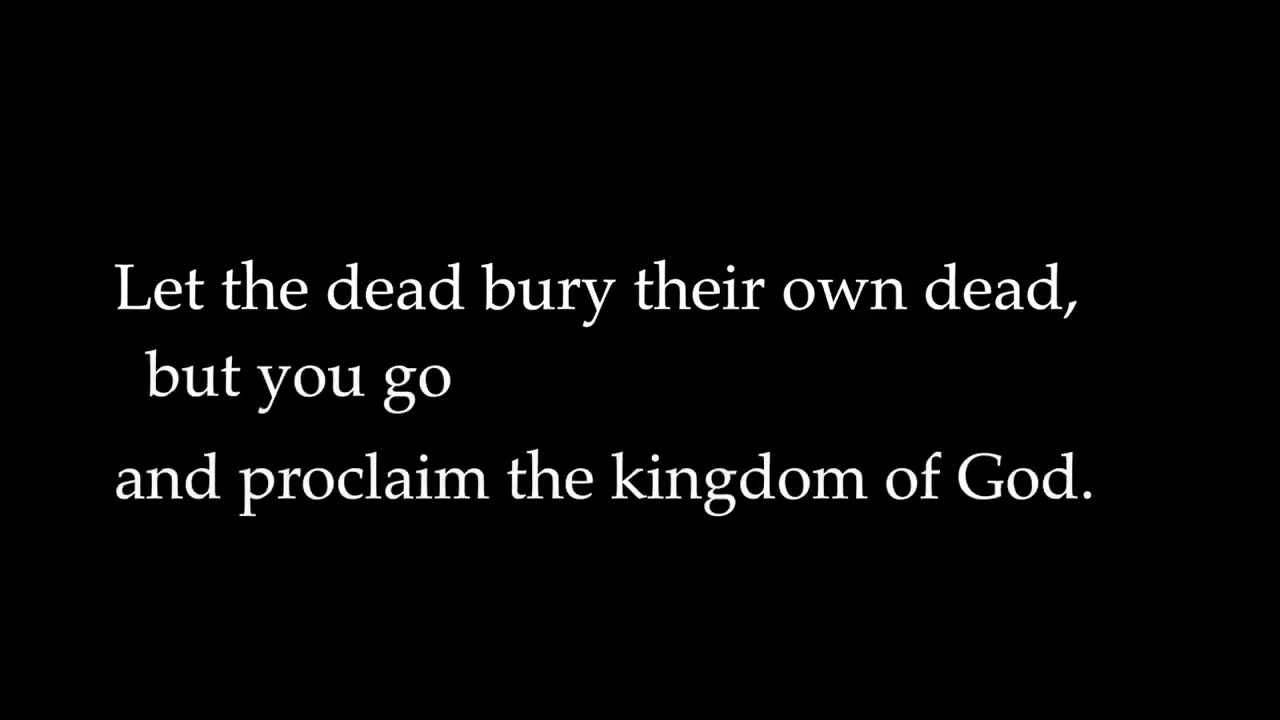 Let the dead bury their own dead,
but you go
and proclaim the kingdom of God.